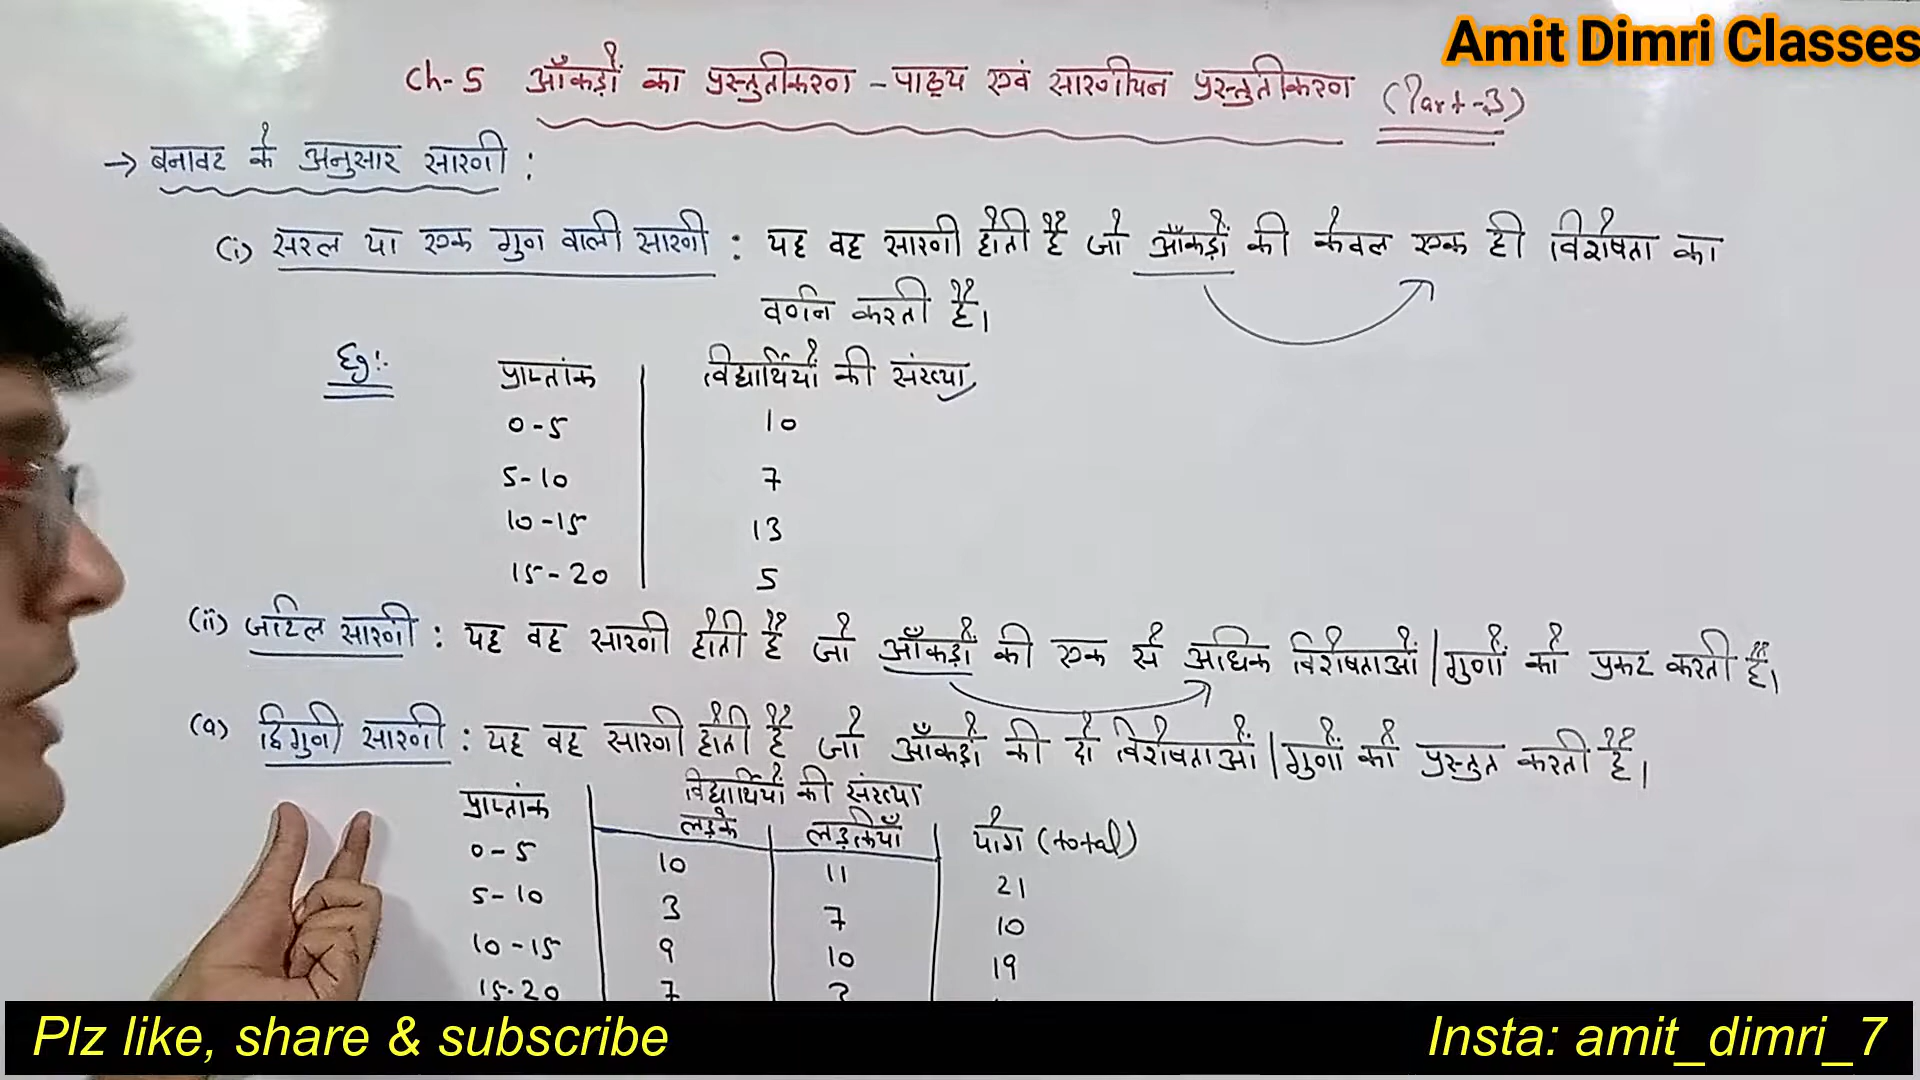 Amit Dimri Classes
Ch-5 आँकड़ों का प्रस्तुतीकरण - पाठ्य एवं सारणीयन प्रस्तुतीकरण (Part-3)
→ बनावट के अनुसार सारणी :
(i) सरल या एक गुण वाली सारणी : यह वह सारणी होती है जो आँकड़ों की केवल एक ही विशेषता का
वर्णन करती है।
Eg:- प्राप्तांक विद्यार्थियों की संख्या
0-5 10
5-10 7
10-15 13
15-20 5
(ii) जटिल सारणी : यह वह सारणी होती है जो आँकड़ों की एक से अधिक विशेषताओं | गुणों को प्रकट करती है।
(a) द्विगुणी सारणी : यह वह सारणी होती है जो आँकड़ों की दो विशेषताओं | गुणों को प्रस्तुत करती है।
प्राप्तांक विद्यार्थियों की संख्या
लड़के लड़कियाँ योग (total)
0-5 10 11 21
5-10 3 7 10
10-15 9 10 19
15-20 7
Plz like, share & subscribe Insta: amit_dimri_7